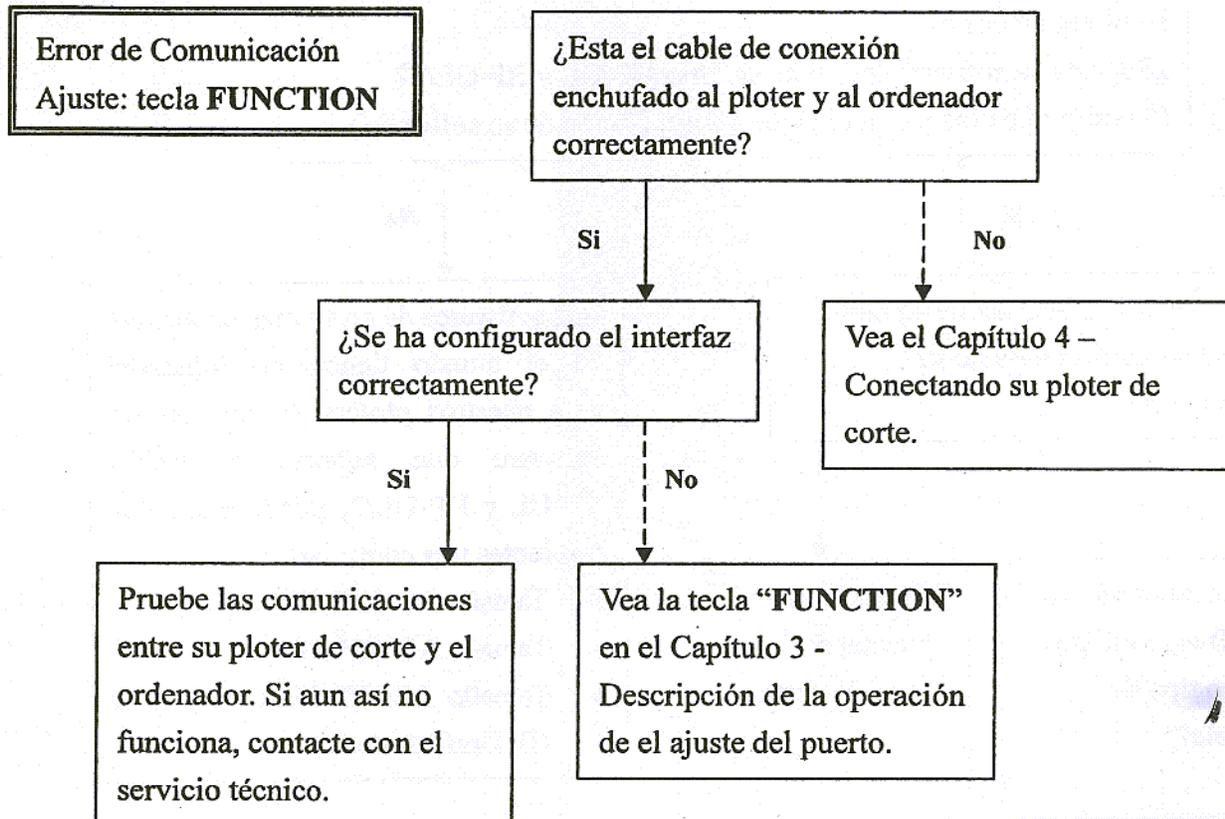 Error de Comunicación
Ajuste: tecla FUNCTION
¿Esta el cable de conexión
enchufado al ploter y al ordenador
correctamente?
Si
No
¿Se ha configurado el interfaz
correctamente?
Vea el Capítulo 4 –
Conectando su ploter de
corte.
Si
No
Pruebe las comunicaciones
entre su ploter de corte y el
ordenador. Si aun así no
funciona, contacte con el
servicio técnico.
Vea la tecla “FUNCTION”
en el Capítulo 3 -
Descripción de la operación
de el ajuste del puerto.